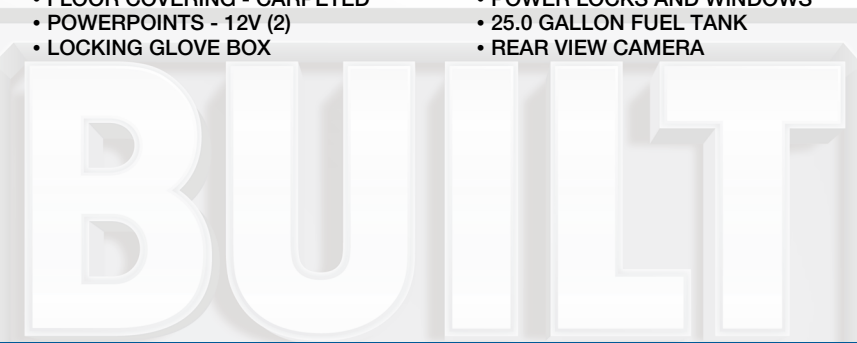 • FLOOR COVERING - CARPETED
• POWERPOINTS - 12V (2)
• LOCKING GLOVE BOX
• POWER LOCKS AND WINDOWS
• 25.0 GALLON FUEL TANK
• REAR VIEW CAMERA
BUILT